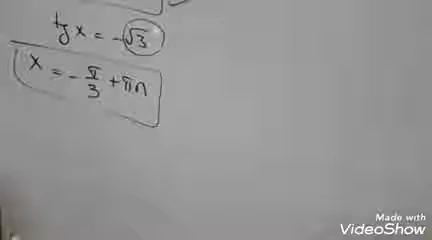 tg x = -√3
x = -π/3 + πn
Made with
VideoShow